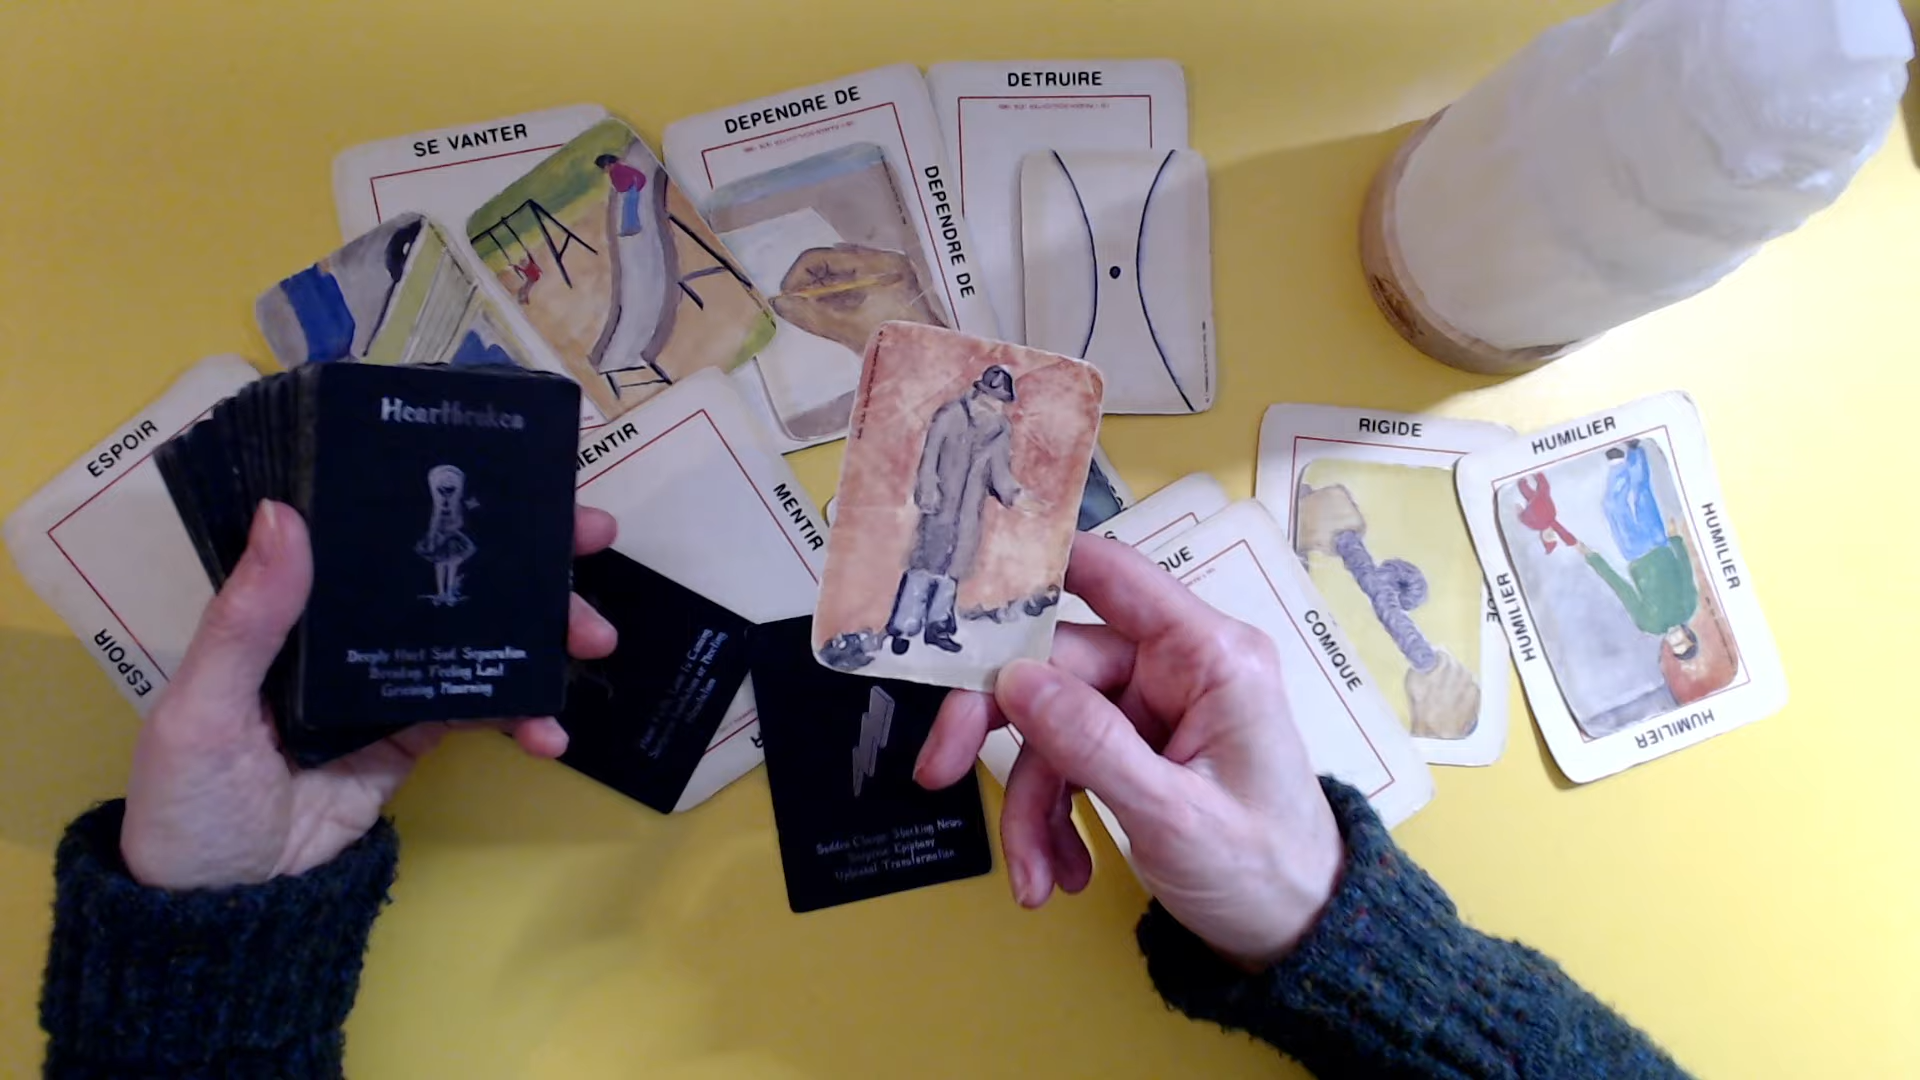 DETRUIRE
DEPENDRE DE
SE VANTER
DEPENDRE DE
RIGIDE
HUMILIER
ESPOIR
MENTIR
MENTIR
HUMILIER
HUMILIER
HUMILIER
QUE
COMIQUE
ESPOIR
Heartbroken
Deeply Hurt Sad Separation
Breakup Feeling Lost
Grieving Mourning
Sudden Change Shocking News
Surprise Epiphany
Upheaval Transformation